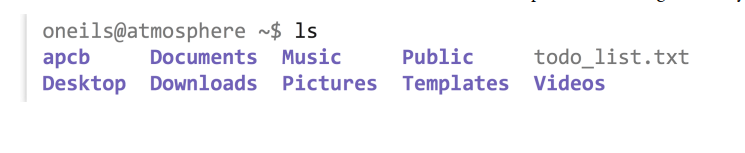 oneils@atmosphere ~$ ls
apcb Documents Music Public todo_list.txt
Desktop Downloads Pictures Templates Videos